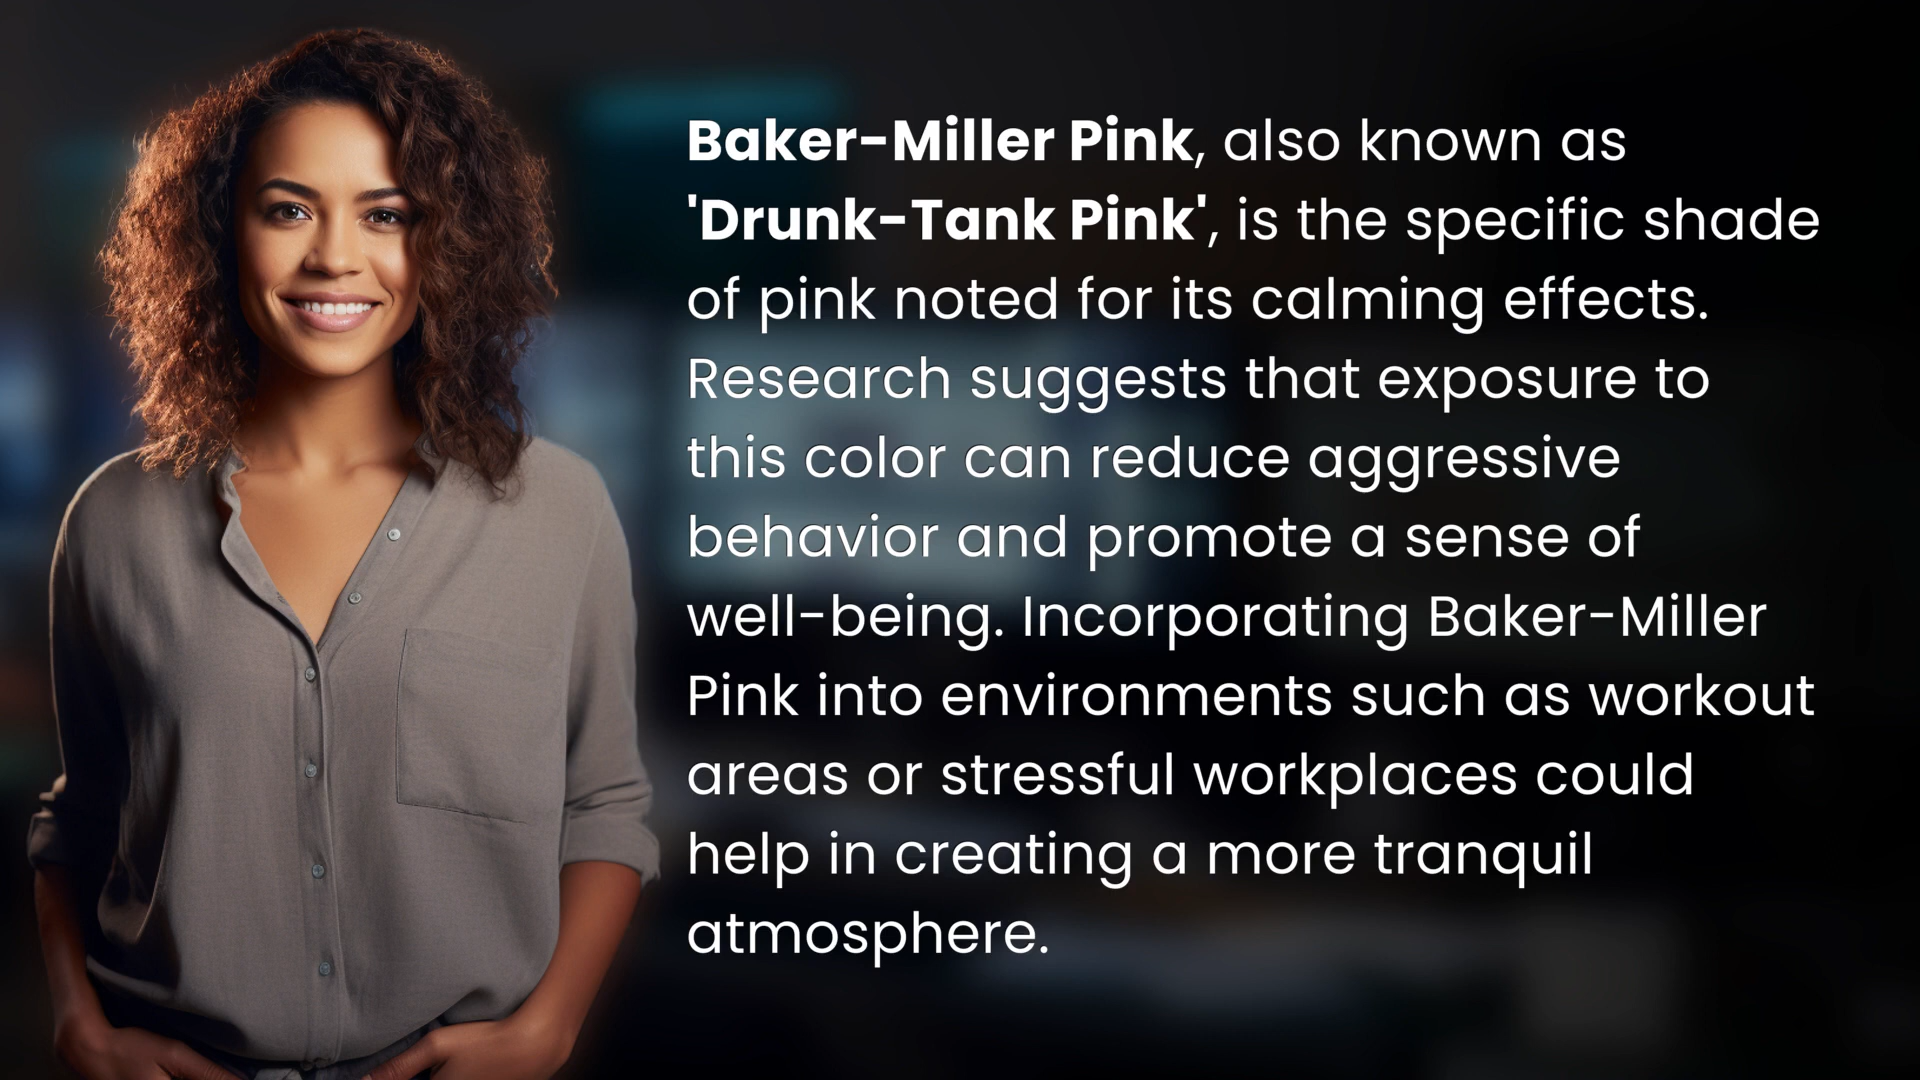 Baker-Miller Pink, also known as
'Drunk-Tank Pink', is the specific shade
of pink noted for its calming effects.
Research suggests that exposure to
this color can reduce aggressive
behavior and promote a sense of
well-being. Incorporating Baker-Miller
Pink into environments such as workout
areas or stressful workplaces could
help in creating a more tranquil
atmosphere.